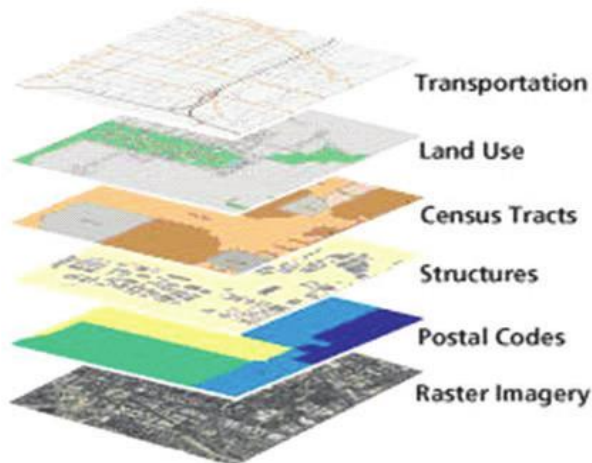 Transportation
Land Use
Census Tracts
Structures
Postal Codes
Raster Imagery